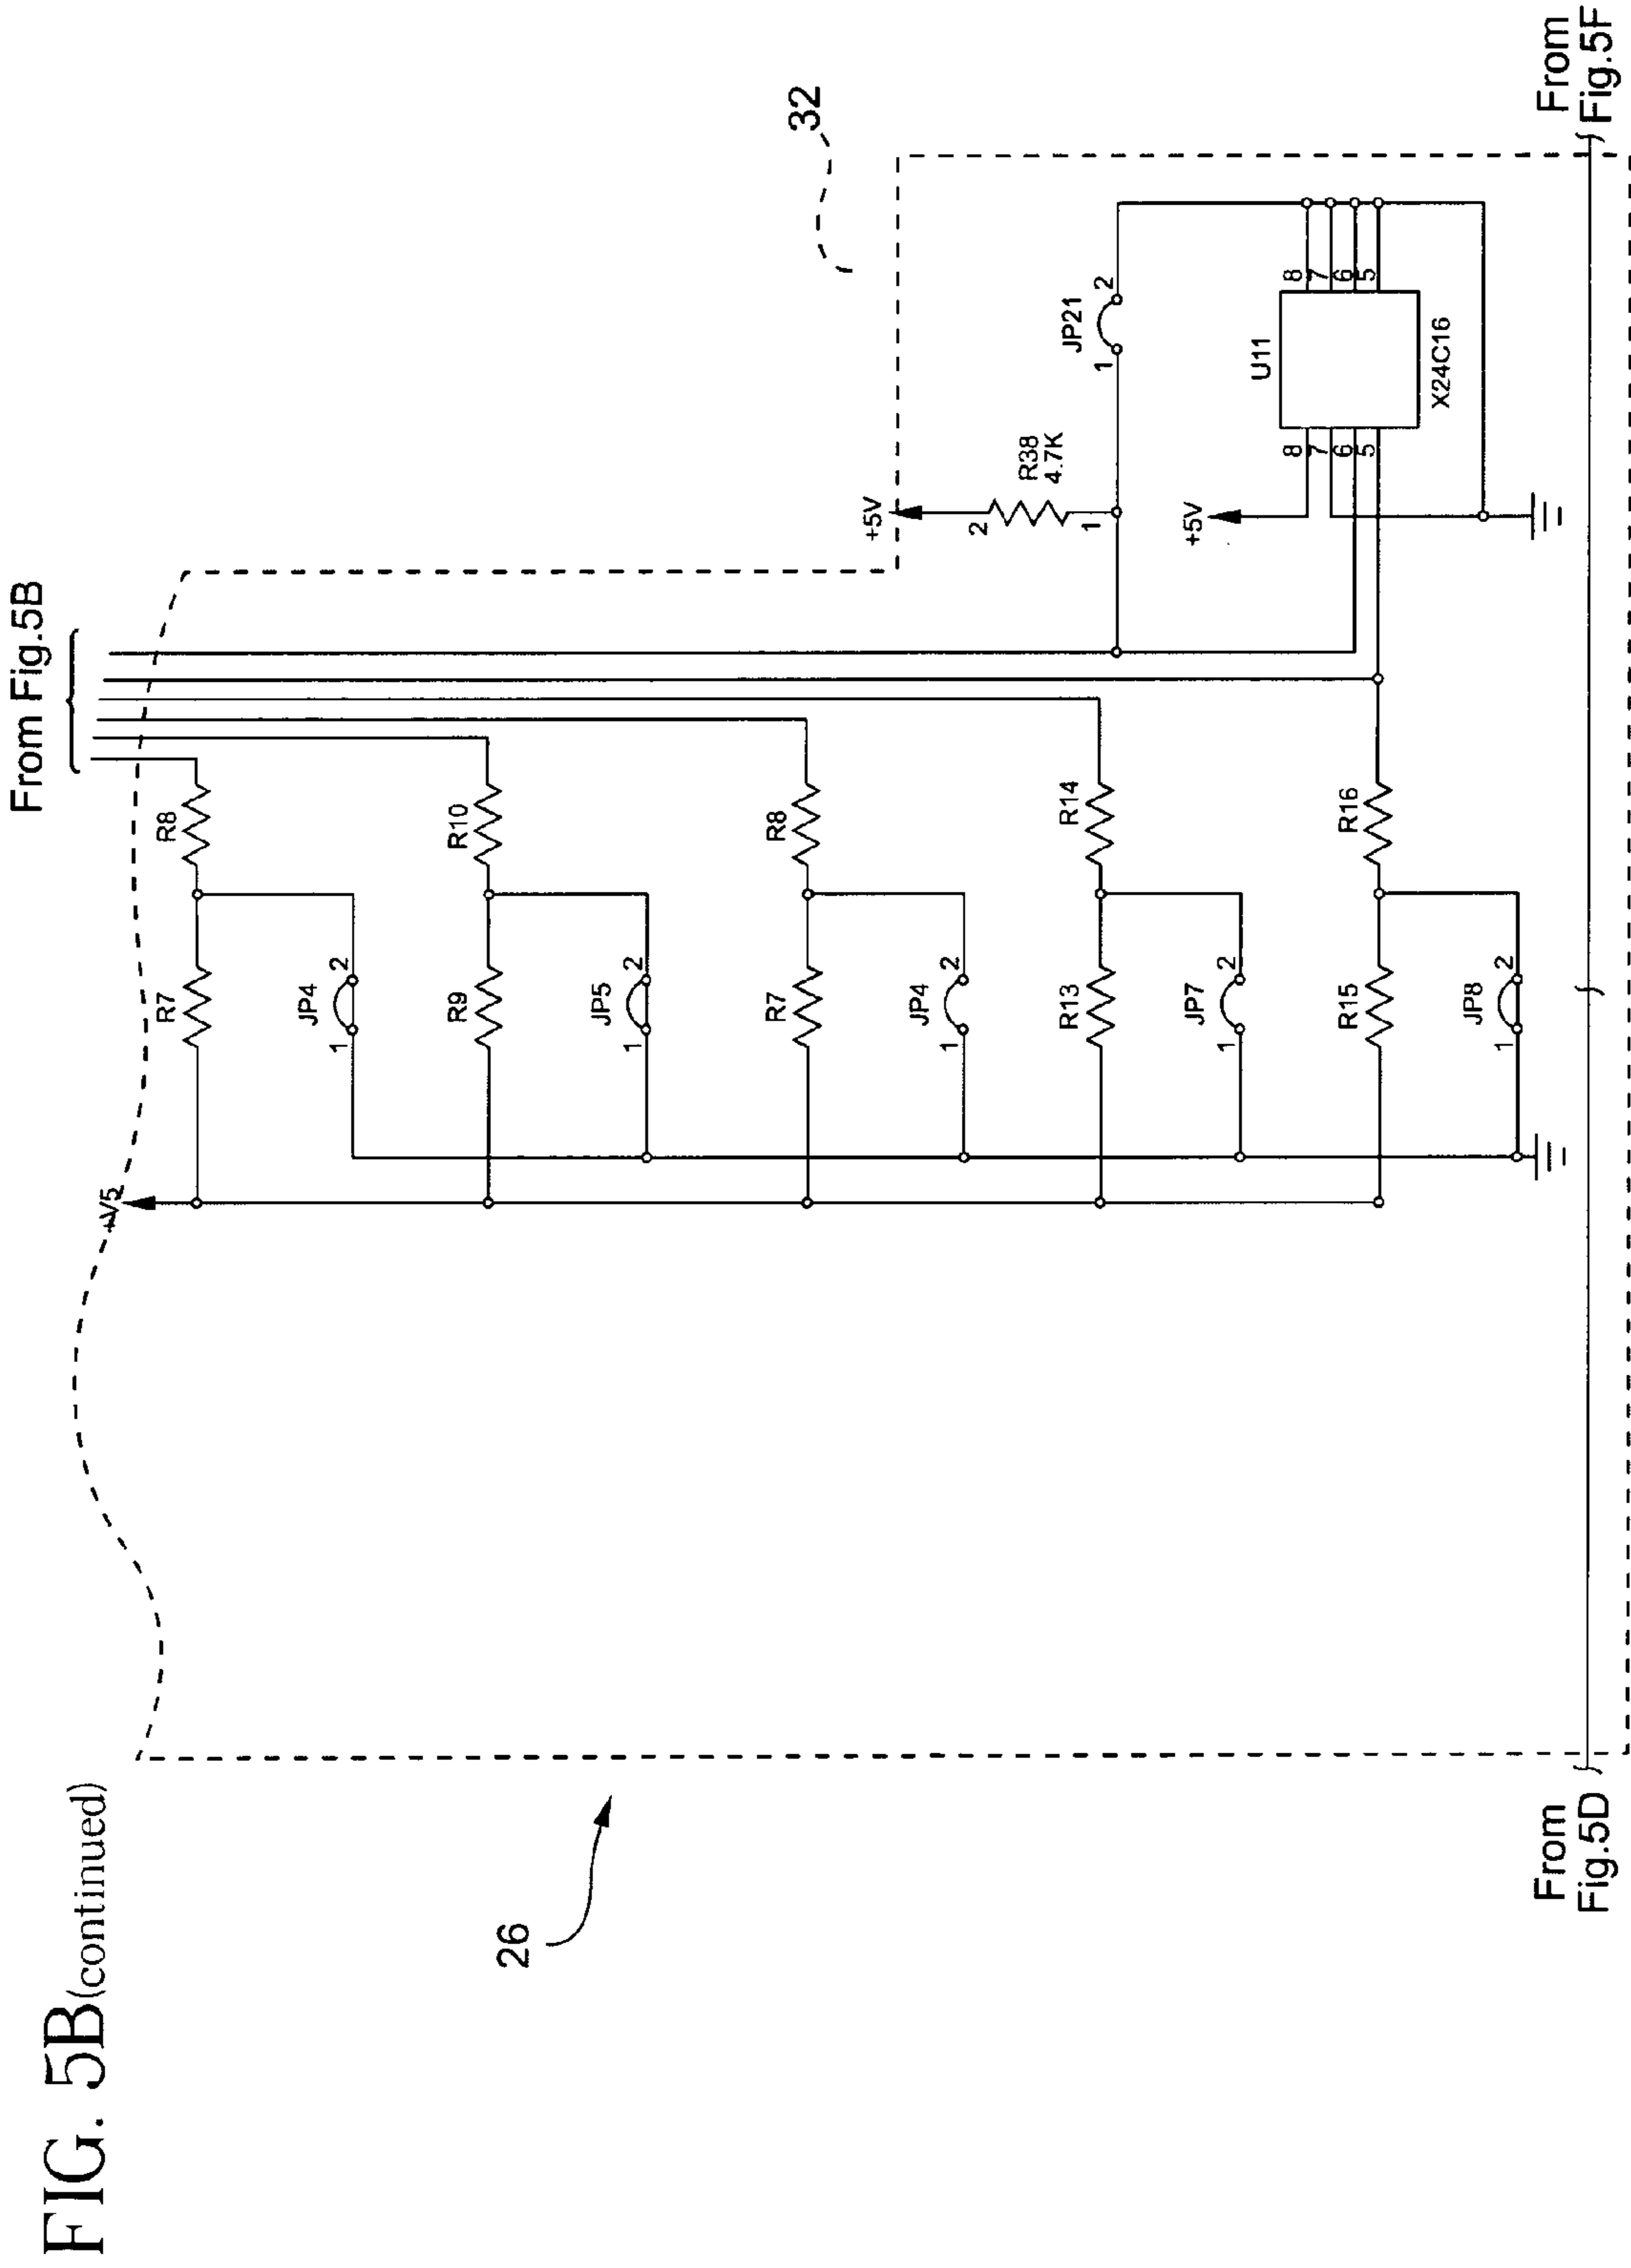 FIG. 5B(continued)
From Fig.5B
26
32
+V5
R7
R8
JP4
1
2
R9
R10
JP5
1
2
R7
R8
JP4
1
2
R13
R14
JP7
1
2
R15
R16
JP8
1
2
+5V
2
R38
4.7K
1
JP21
1
2
+5V
U11
8
7
6
5
8
7
6
5
X24C16
From
Fig.5D
From
Fig.5F